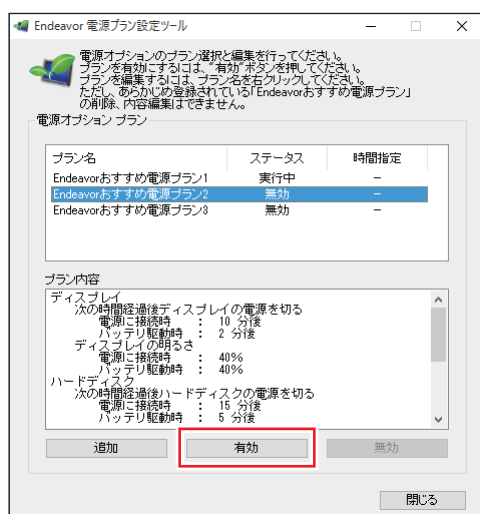 Endeavor 電源プラン設定ツール
電源オプションのプラン選択と編集を行ってください。
プランを有効にするには、"有効"ボタンを押してください。
プランを編集するには、プラン名を右クリックしてください。
ただし、あらかじめ登録されている「Endeavorおすすめ電源プラン」
の削除、内容編集はできません。
電源オプション プラン
プラン名 ステータス 時間指定
Endeavorおすすめ電源プラン1 実行中 －
Endeavorおすすめ電源プラン2 無効 －
Endeavorおすすめ電源プラン3 無効 －
プラン内容
ディスプレイ
次の時間経過後ディスプレイの電源を切る
電源に接続時 : 10 分後
バッテリ駆動時 : 2 分後
ディスプレイの明るさ
電源に接続時 : 40%
バッテリ駆動時 : 40%
ハードディスク
次の時間経過後ハードディスクの電源を切る
電源に接続時 : 15 分後
バッテリ駆動時 : 5 分後
追加 有効 無効
閉じる